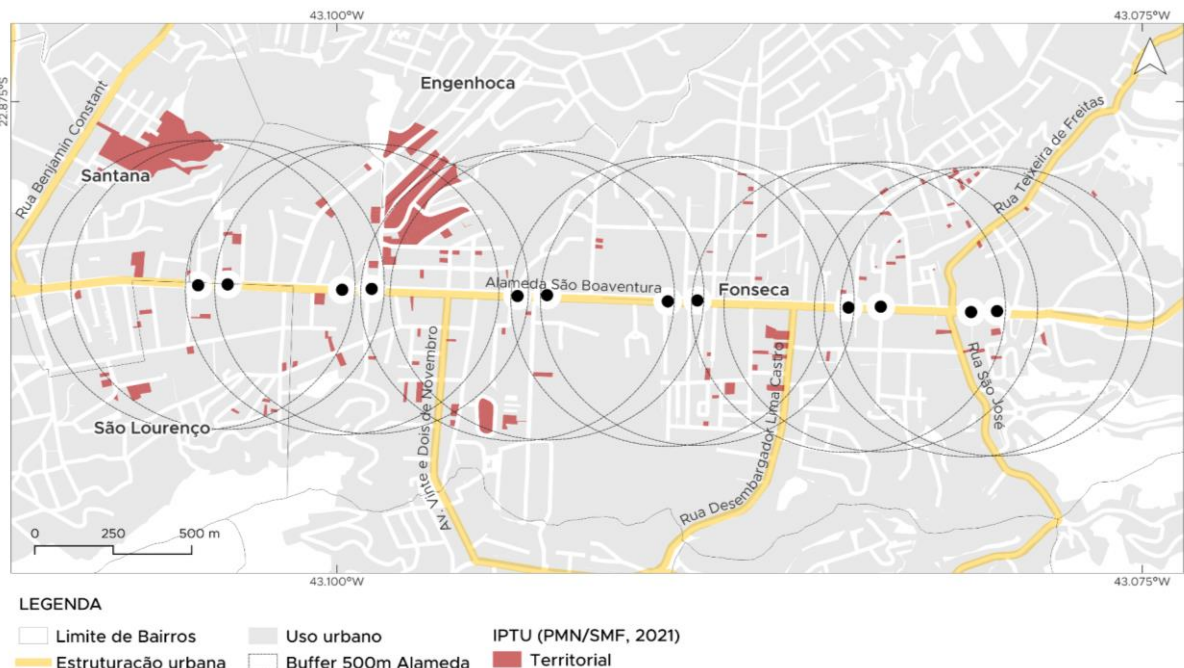 43.100°W
43.075°W
22.875°S
Engenhoca
Rua Benjamin Constant
Santana
Rua Teixeira de Freitas
Alameda São Boaventura
Fonseca
Av. Vinte e Dois de Novembro
Rua Desembargador Lima Castro
Rua São José
São Lourenço
0 250 500 m
43.100°W
43.075°W
LEGENDA
Limite de Bairros
Uso urbano
IPTU (PMN/SMF, 2021)
Estruturação urbana
Buffer 500m Alameda
Territorial